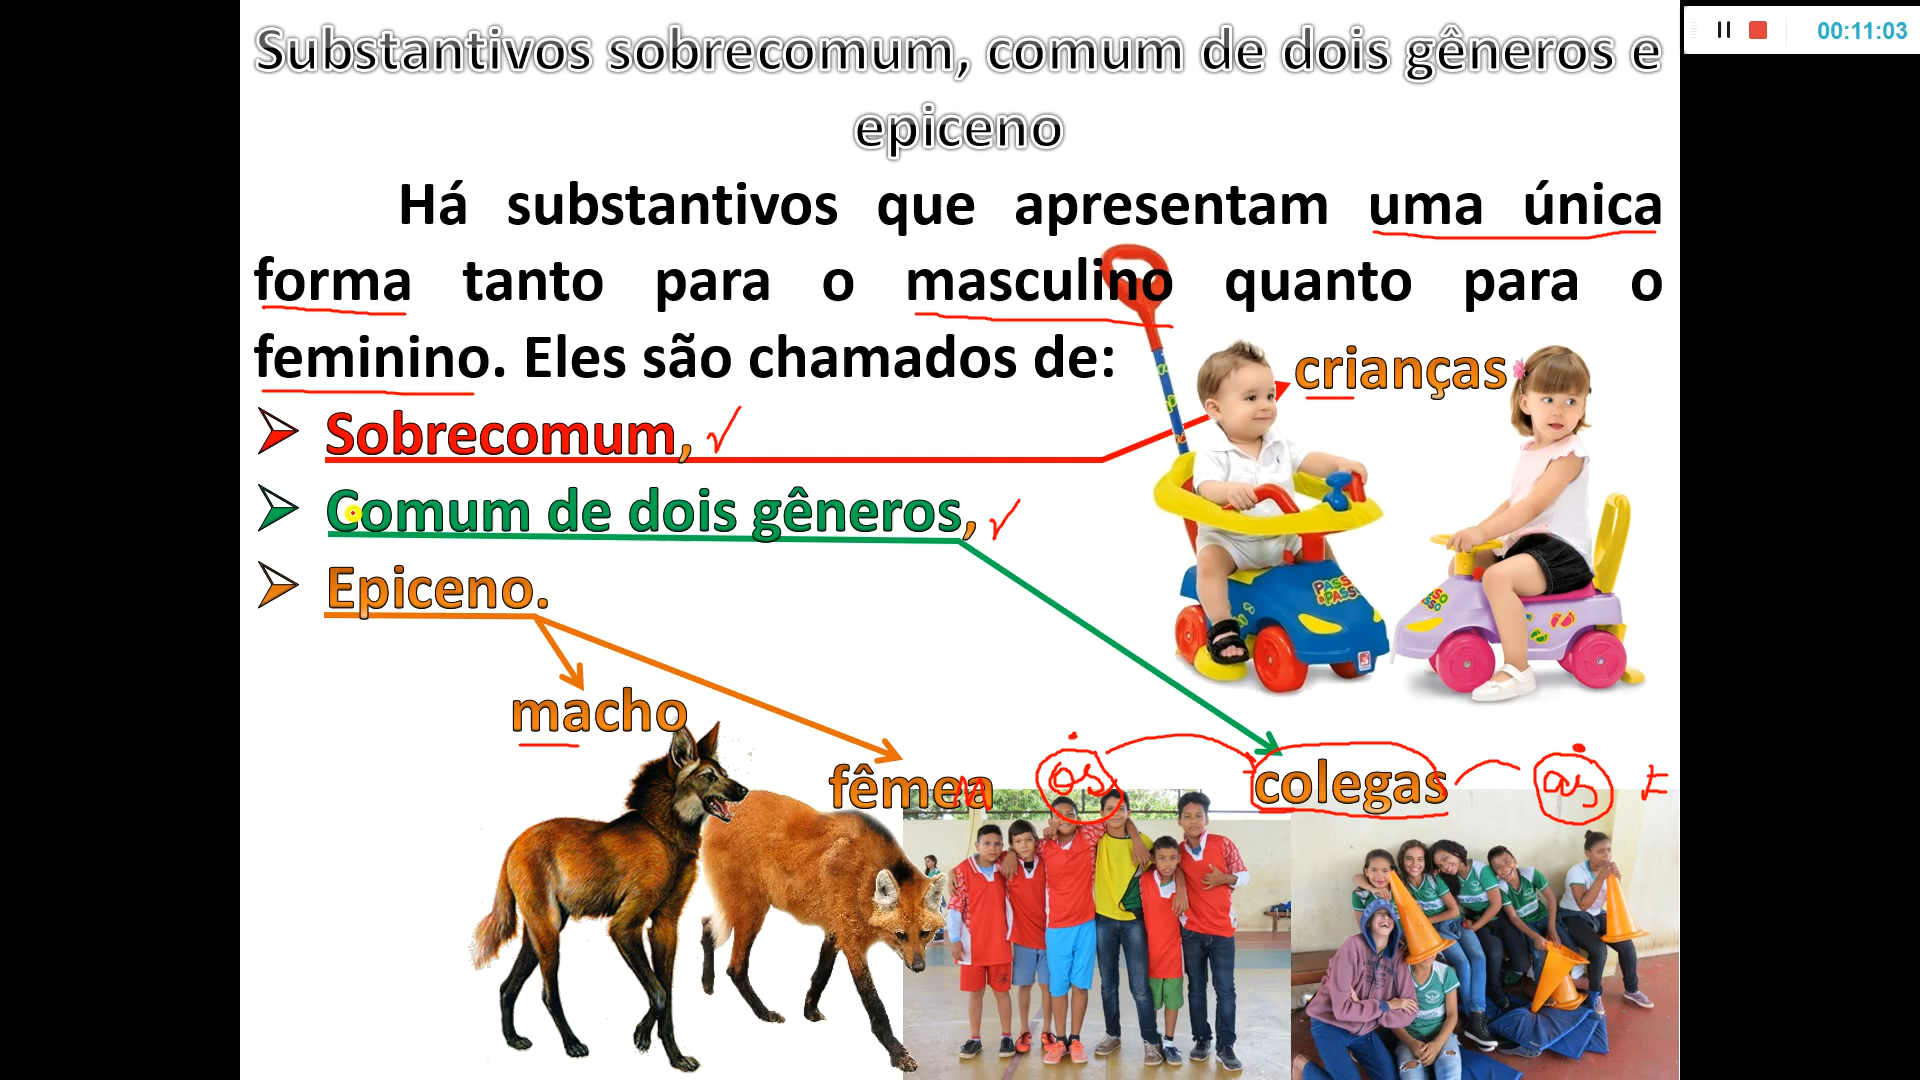 00:11:03
Substantivos sobrecomum, comum de dois gêneros e
epiceno
Há substantivos que apresentam uma única
forma tanto para o masculino quanto para o
feminino. Eles são chamados de:
crianças
Sobrecomum,
Comum de dois gêneros,
Epiceno.
macho
fêmea
M
os
colegas
as
F
PASSO
PASSO